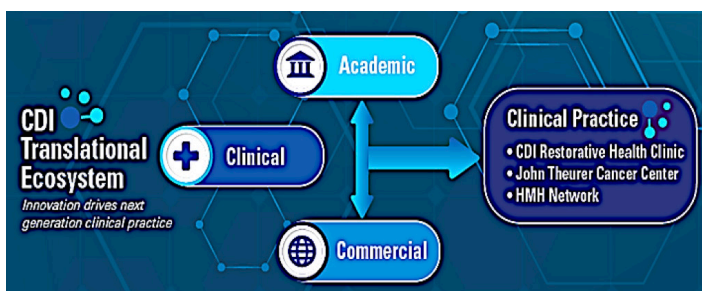 CDI
Translational
Ecosystem
Innovation drives next
generation clinical practice
Academic
Clinical
Commercial
Clinical Practice
• CDI Restorative Health Clinic
• John Theurer Cancer Center
• HMH Network